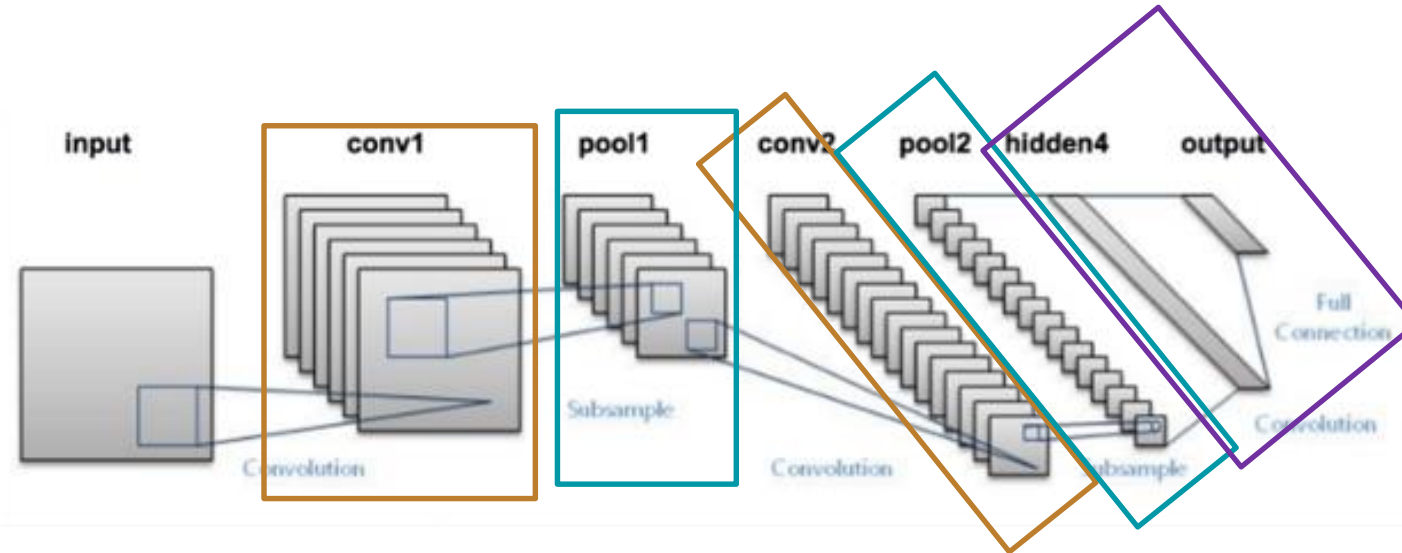 input
conv1
pool1
conv2
pool2
hidden4
output
Full
Connection
Subsample
Convolution
Convolution
Convolution
Subsample